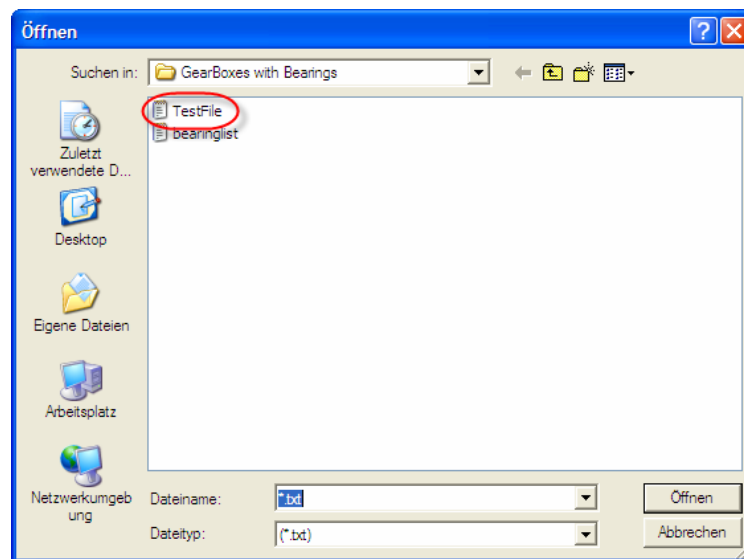 Öffnen
Suchen in:
GearBoxes with Bearings
TestFile
bearinglist
Zuletzt
verwendete D...
Desktop
Eigene Dateien
Arbeitsplatz
Netzwerkumgeb
ung
Dateiname:
*.txt
Öffnen
Dateityp:
(*.txt)
Abbrechen